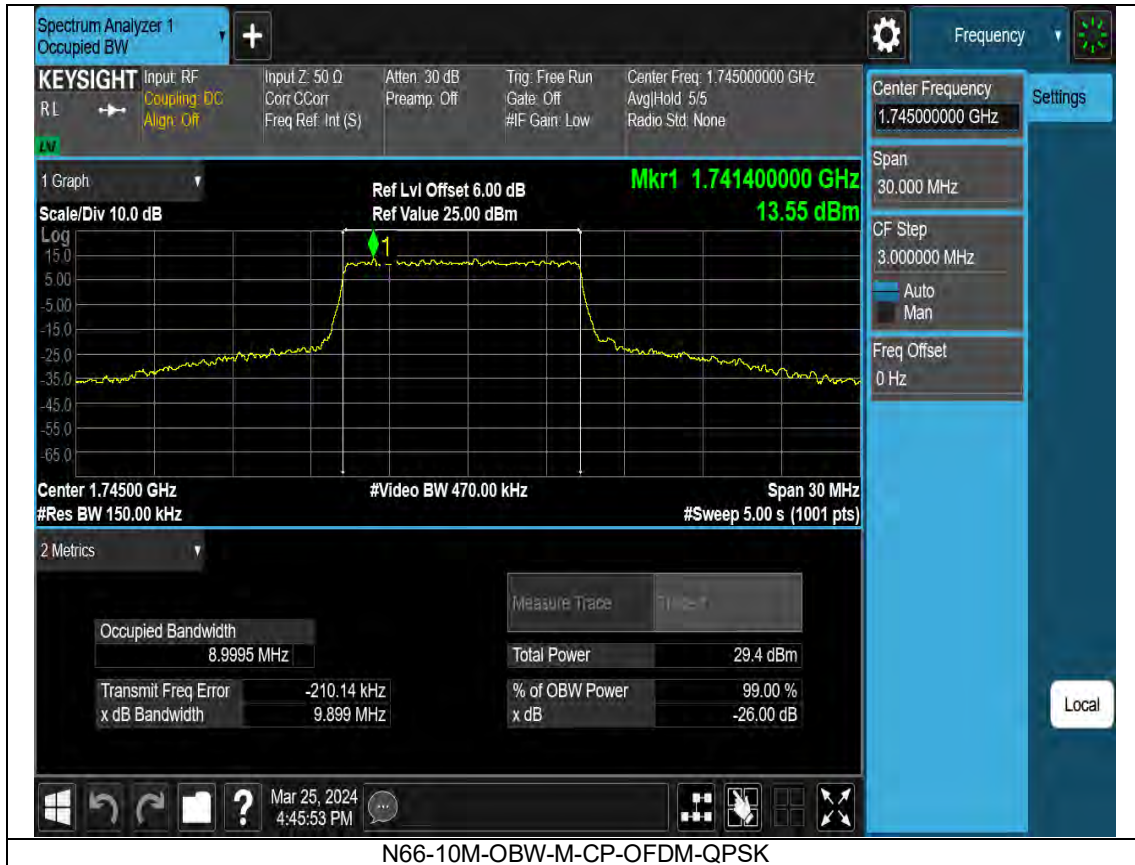 Spectrum Analyzer 1
Occupied BW
+
Frequency
KEYSIGHT
RL
LXI
Input: RF
Coupling: DC
Align: Off
Input Z: 50 Ω
Corr CCorr
Freq Ref: Int (S)
Atten: 30 dB
Preamp: Off
Trig: Free Run
Gate: Off
#IF Gain: Low
Center Freq: 1.745000000 GHz
Avg|Hold: 5/5
Radio Std: None
Center Frequency
1.745000000 GHz
Settings
Span
30.000 MHz
CF Step
3.000000 MHz
Auto
Man
Freq Offset
0 Hz
1 Graph
Scale/Div 10.0 dB
Ref Lvl Offset 6.00 dB
Ref Value 25.00 dBm
Mkr1 1.741400000 GHz
13.55 dBm
Log
15.0
5.00
-5.00
-15.0
-25.0
-35.0
-45.0
-55.0
-65.0
1
Center 1.74500 GHz
#Res BW 150.00 kHz
#Video BW 470.00 kHz
Span 30 MHz
#Sweep 5.00 s (1001 pts)
2 Metrics
Measure Trace
Occupied Bandwidth
8.9995 MHz
Total Power 29.4 dBm
Transmit Freq Error -210.14 kHz
% of OBW Power 99.00 %
x dB Bandwidth 9.899 MHz
x dB -26.00 dB
Local
?
Mar 25, 2024
4:45:53 PM
N66-10M-OBW-M-CP-OFDM-QPSK